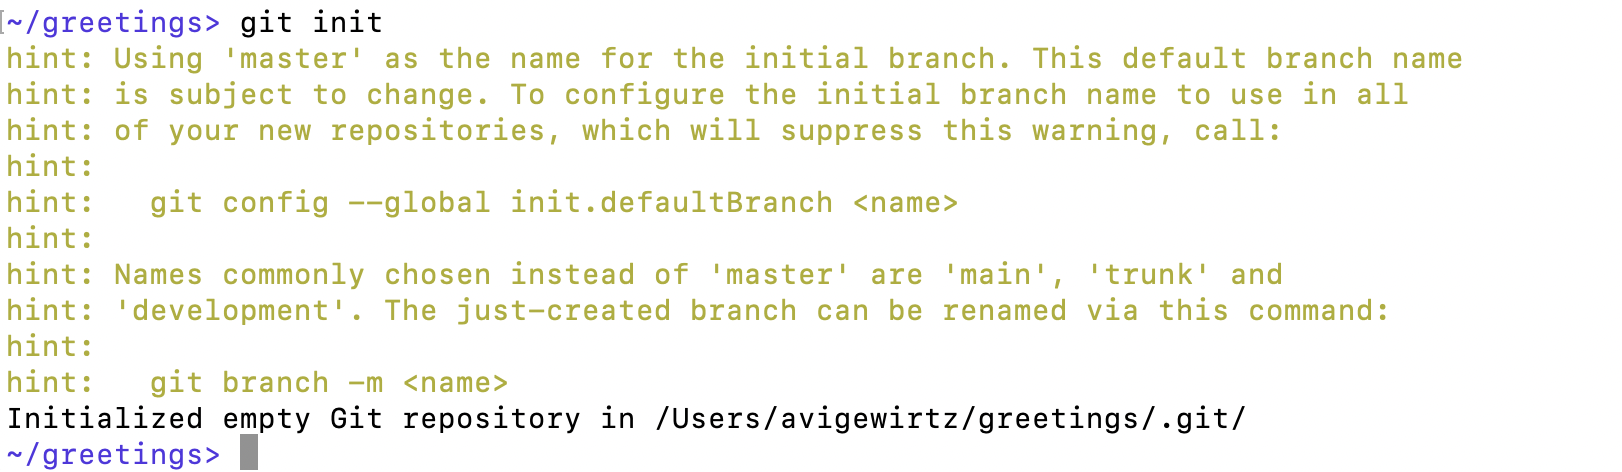 ~/greetings> git init
hint: Using 'master' as the name for the initial branch. This default branch name
hint: is subject to change. To configure the initial branch name to use in all
hint: of your new repositories, which will suppress this warning, call:
hint:
hint:   git config --global init.defaultBranch <name>
hint:
hint: Names commonly chosen instead of 'master' are 'main', 'trunk' and
hint: 'development'. The just-created branch can be renamed via this command:
hint:
hint:   git branch -m <name>
Initialized empty Git repository in /Users/avigewirtz/greetings/.git/
~/greetings>